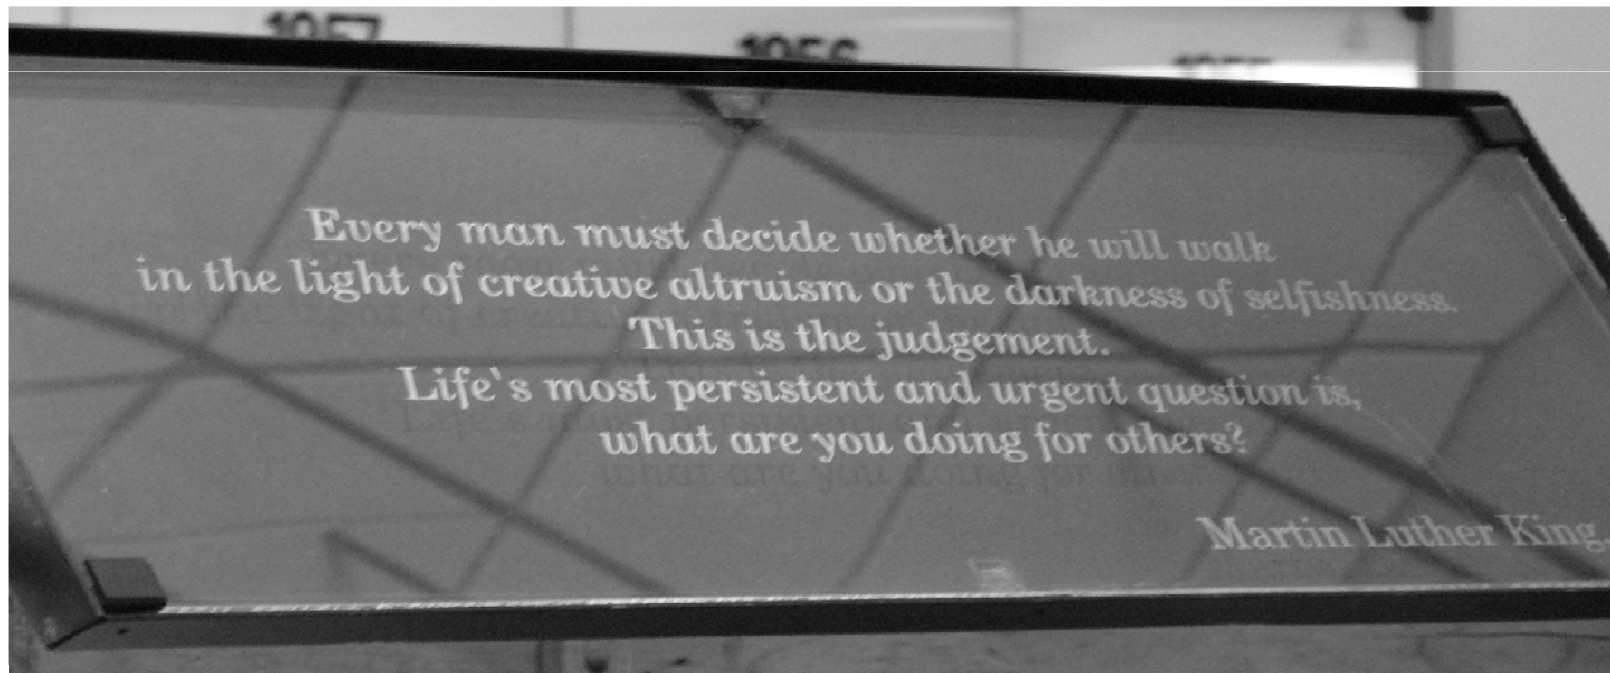 1957 1956
Every man must decide whether he will walk
in the light of creative altruism or the darkness of selfishness.
This is the judgement.
Life's most persistent and urgent question is,
what are you doing for others?
Martin Luther King,